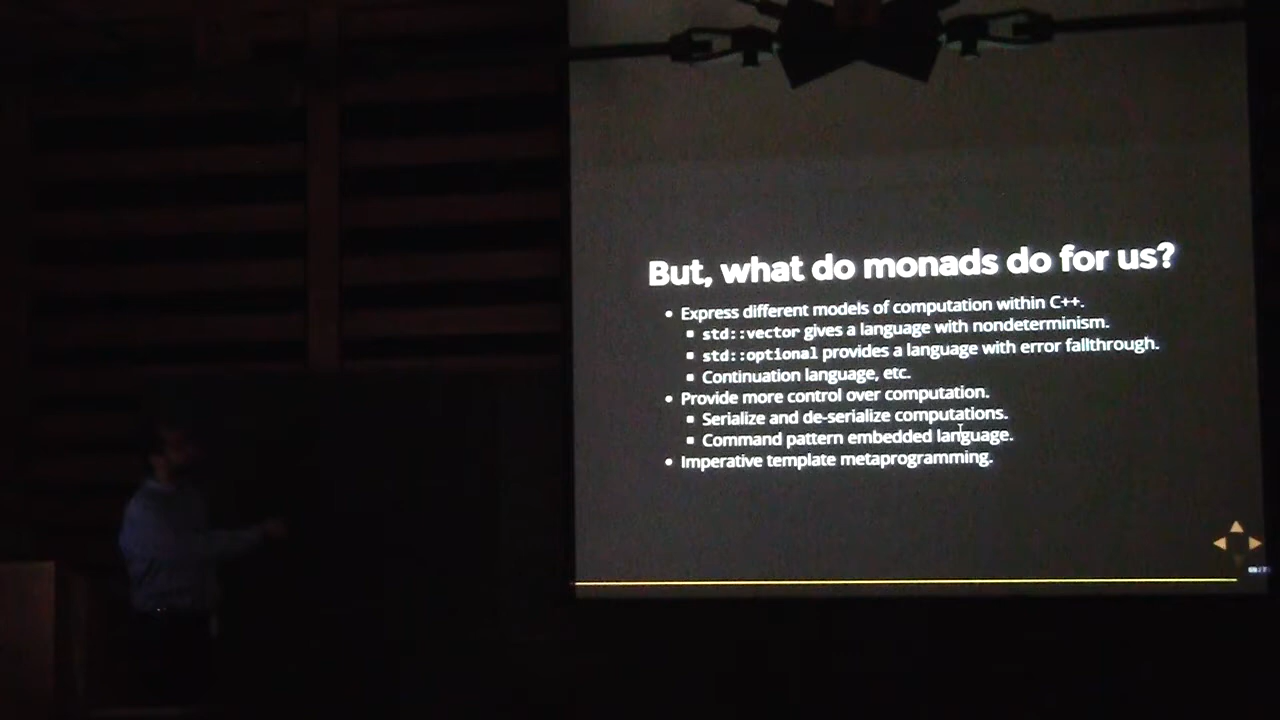 But, what do monads do for us?
Express different models of computation within C++.
std::vector gives a language with nondeterminism.
std::optional provides a language with error fallthrough.
Continuation language, etc.
Provide more control over computation.
Serialize and de-serialize computations.
Command pattern embedded language.
Imperative template metaprogramming.